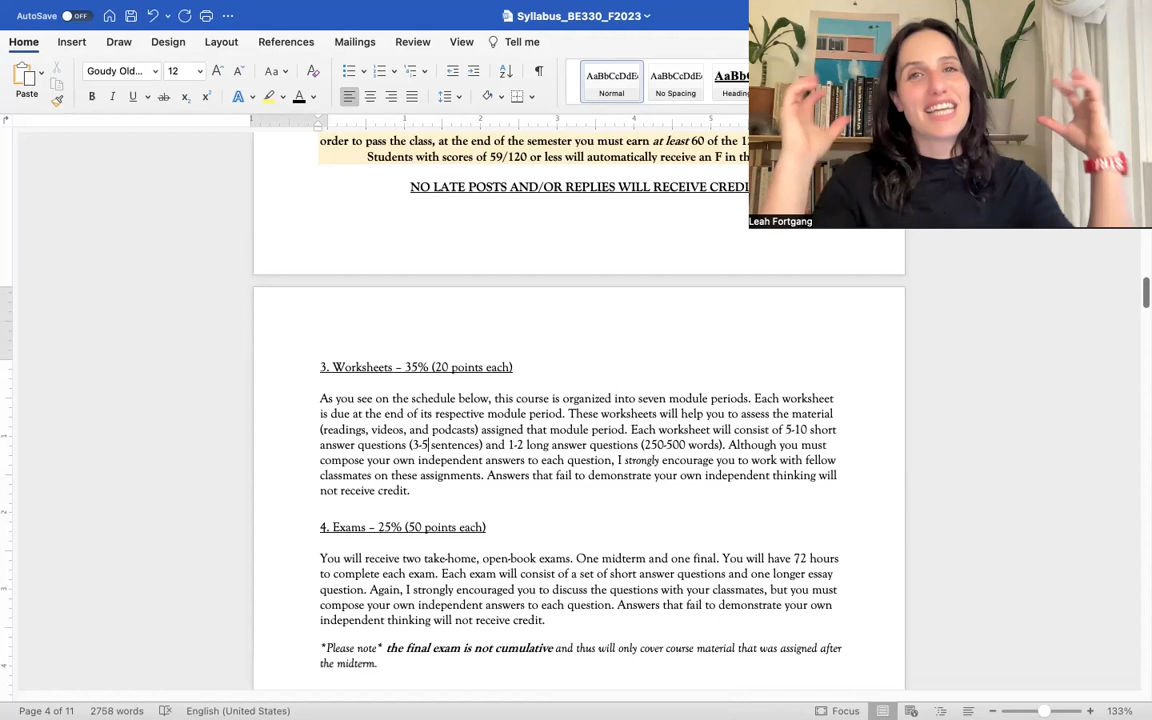 AutoSave OFF
Syllabus_BE330_F2023
Home Insert Draw Design Layout References Mailings Review View Tell me
Paste
Goudy Old... 12
Aa
B I U ab x₂ x² A A
¶
AaBbCcDdE AaBbCcDdE AaBb
Normal No Spacing Heading
1 1 2 3 4 5
order to pass the class, at the end of the semester you must earn at least 60 of the
Students with scores of 59/120 or less will automatically receive an F in th
NO LATE POSTS AND/OR REPLIES WILL RECEIVE
Leah Fortgang
3. Worksheets – 35% (20 points each)
As you see on the schedule below, this course is organized into seven module periods. Each worksheet
is due at the end of its respective module period. These worksheets will help you to assess the material
(readings, videos, and podcasts) assigned that module period. Each worksheet will consist of 5-10 short
answer questions (3-5 sentences) and 1-2 long answer questions (250-500 words). Although you must
compose your own independent answers to each question, I strongly encourage you to work with fellow
classmates on these assignments. Answers that fail to demonstrate your own independent thinking will
not receive credit.
4. Exams – 25% (50 points each)
You will receive two take-home, open-book exams. One midterm and one final. You will have 72 hours
to complete each exam. Each exam will consist of a set of short answer questions and one longer essay
question. Again, I strongly encouraged you to discuss the questions with your classmates, but you must
compose your own independent answers to each question. Answers that fail to demonstrate your own
independent thinking will not receive credit.
*Please note* the final exam is not cumulative and thus will only cover course material that was assigned after
the midterm.
Page 4 of 11 2758 words English (United States) Focus 133%